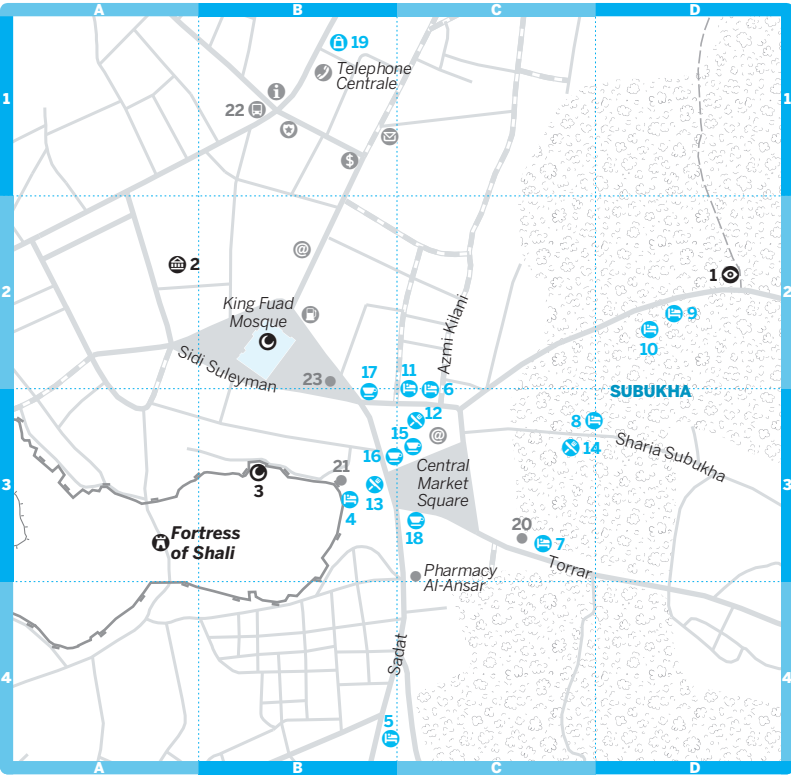 A
B
C
D
19
Telephone
Centrale
1
1
i
22
$
@
2
1
2
2
King Fuad
Mosque
9
10
Azmi Kilani
Sidi Suleyman
23
17
11
6
SUBUKHA
12
8
15
@
14
Sharia Subukha
16
Central
Market
Square
21
3
3
3
13
4
18
20
7
Fortress
of Shali
Torrar
Pharmacy
Al-Ansar
Sadat
4
4
5
A
B
C
D